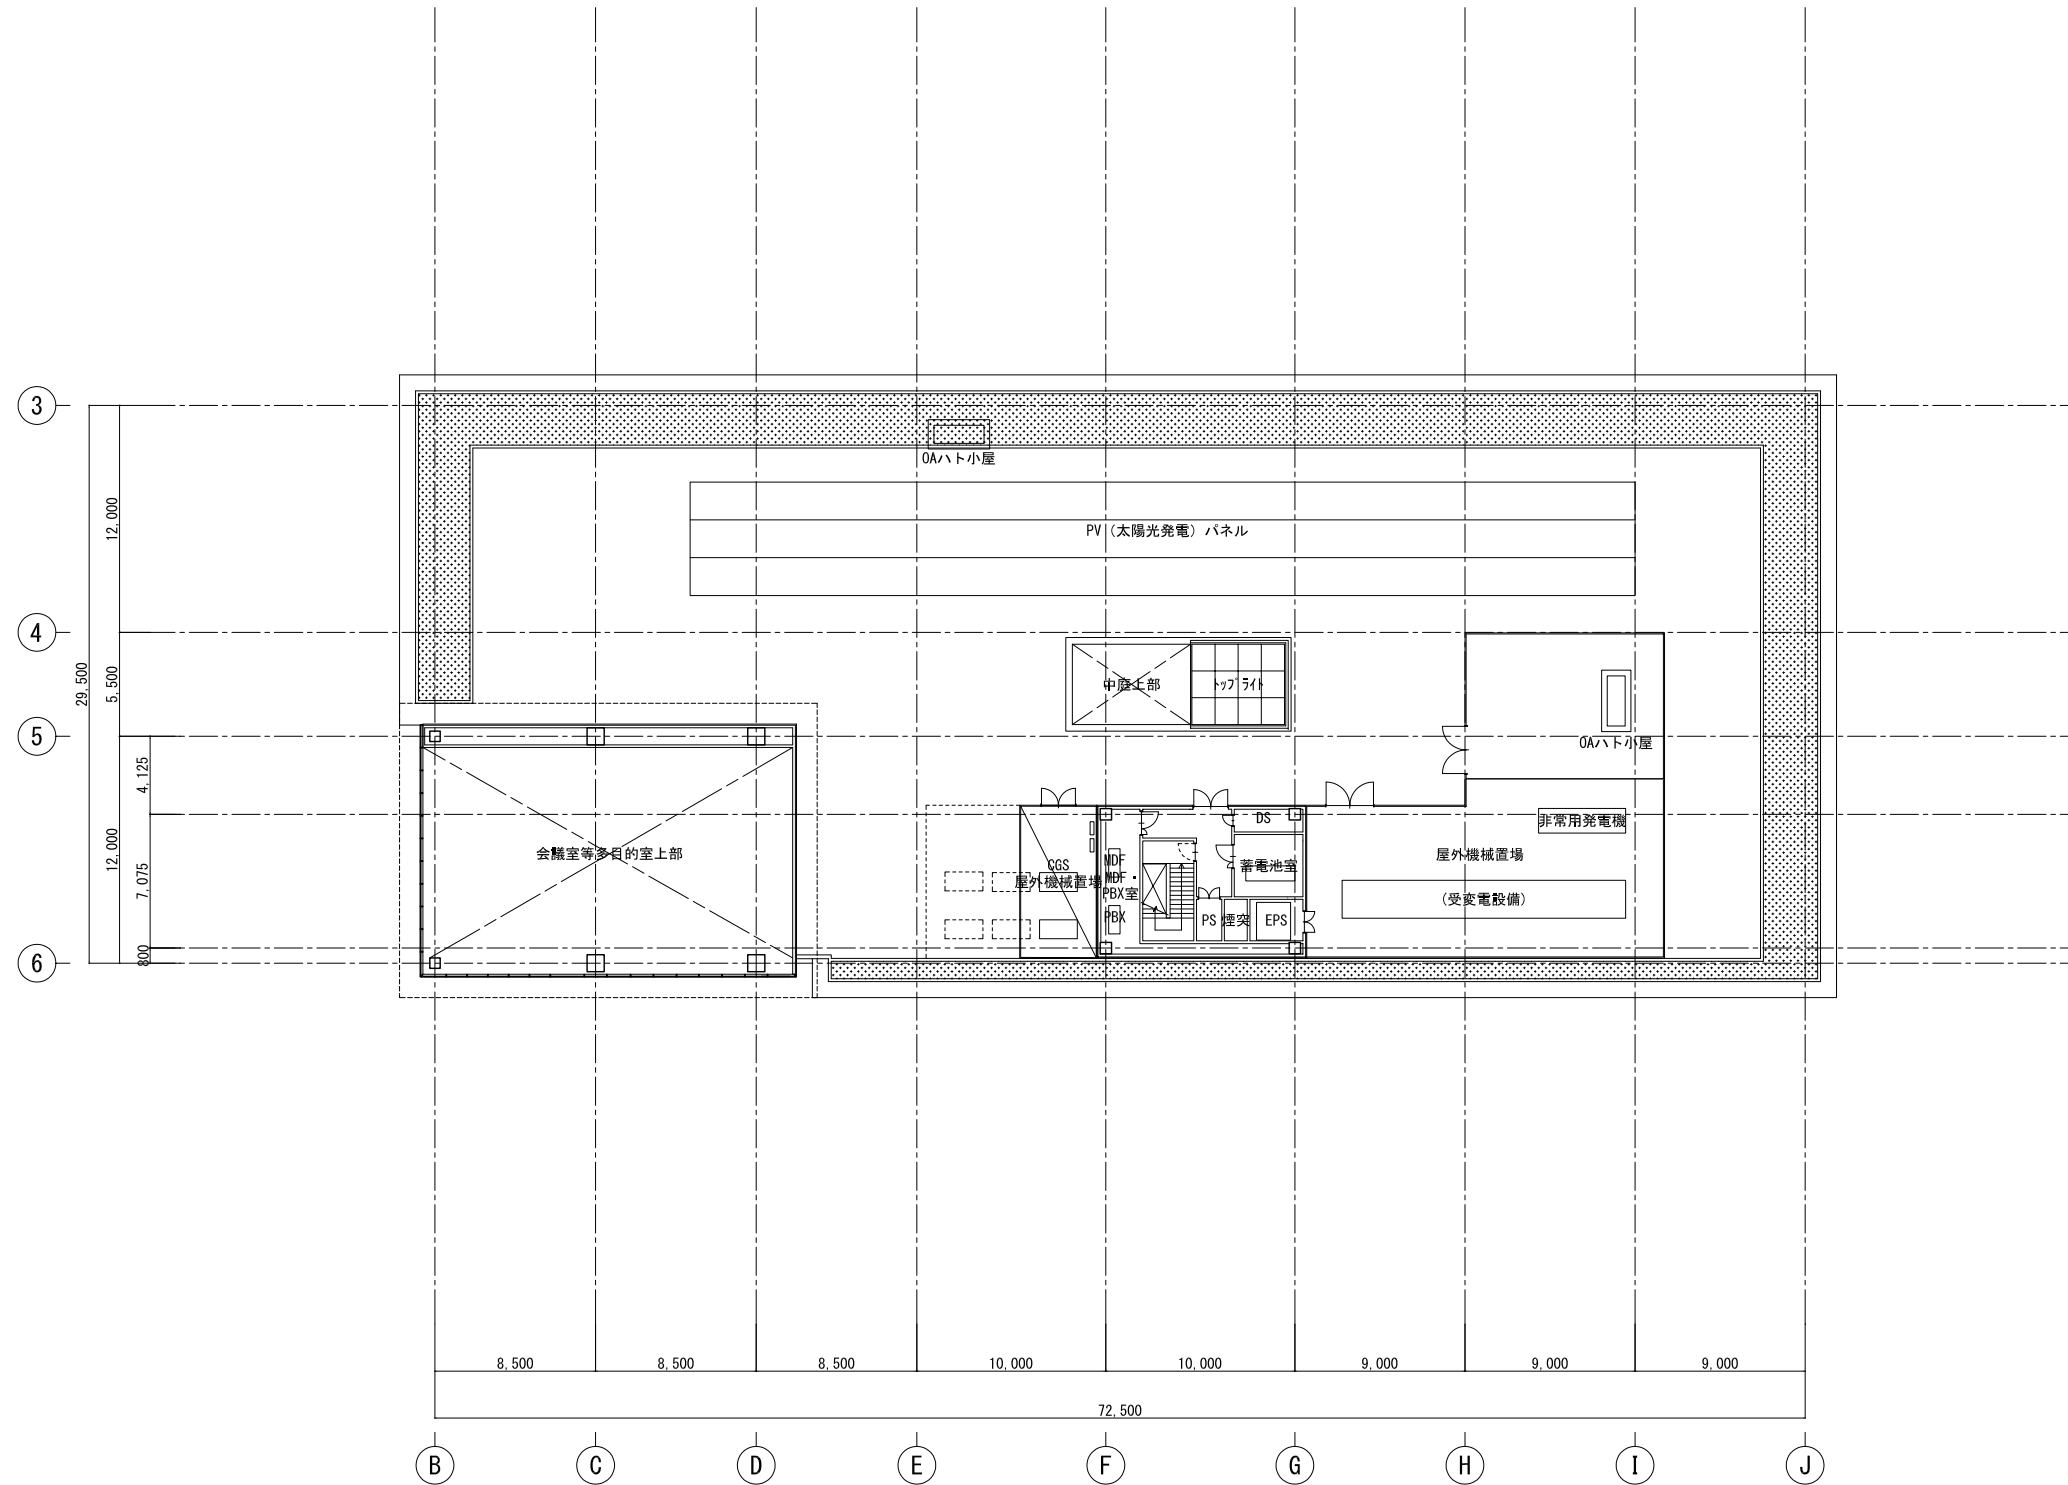 3
OAハト小屋
12,000
PV（太陽光発電）パネル
4
29,500
5,500
中庭上部
トップライト
5
OAハト小屋
4,125
DS
非常用発電機
12,000
会議室等多目的室上部
CGS
屋外機械置場
MDF
MDF・
PBX室
PBX
蓄電池室
屋外機械置場
（受変電設備）
7,075
PS
煙突
EPS
800
6
8,500
8,500
8,500
10,000
10,000
9,000
9,000
9,000
72,500
B
C
D
E
F
G
H
I
J